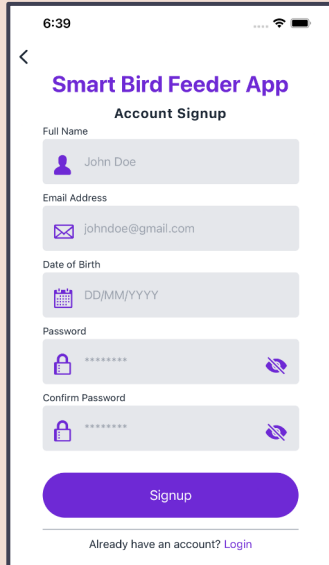 6:39
Smart Bird Feeder App
Account Signup
Full Name
John Doe
Email Address
johndoe@gmail.com
Date of Birth
DD/MM/YYYY
Password
********
Confirm Password
********
Signup
Already have an account? Login